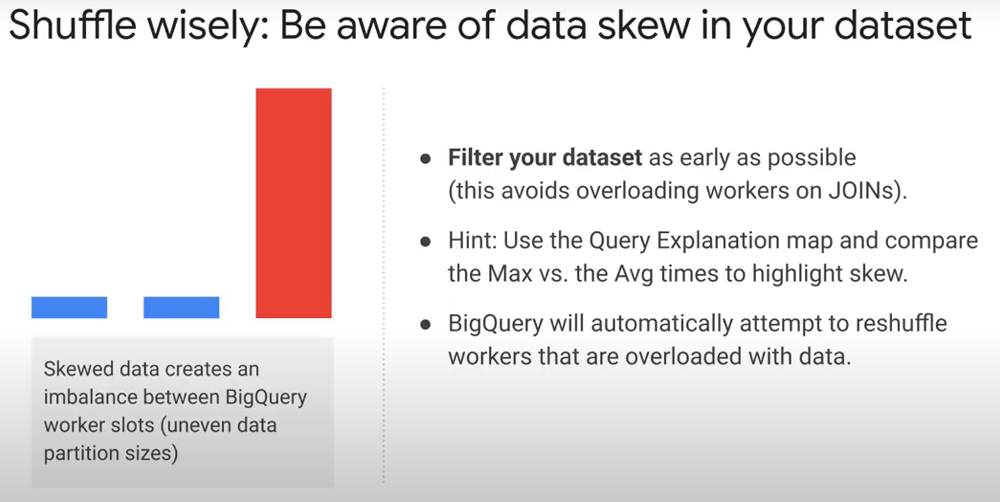 Shuffle wisely: Be aware of data skew in your dataset
Skewed data creates an
imbalance between BigQuery
worker slots (uneven data
partition sizes)
● Filter your dataset as early as possible
(this avoids overloading workers on JOINs).
● Hint: Use the Query Explanation map and compare
the Max vs. the Avg times to highlight skew.
● BigQuery will automatically attempt to reshuffle
workers that are overloaded with data.